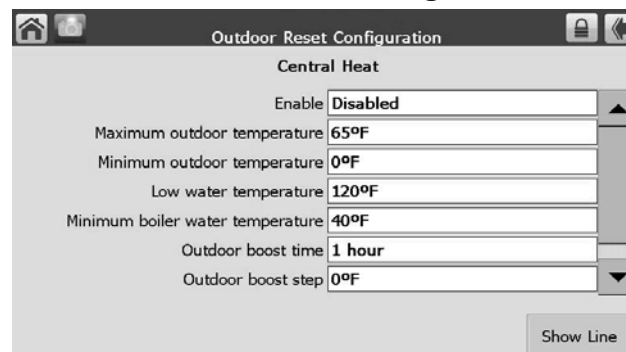 Outdoor Reset Configuration
Central Heat
Enable Disabled
Maximum outdoor temperature 65ºF
Minimum outdoor temperature 0ºF
Low water temperature 120ºF
Minimum boiler water temperature 40ºF
Outdoor boost time 1 hour
Outdoor boost step 0ºF
Show Line